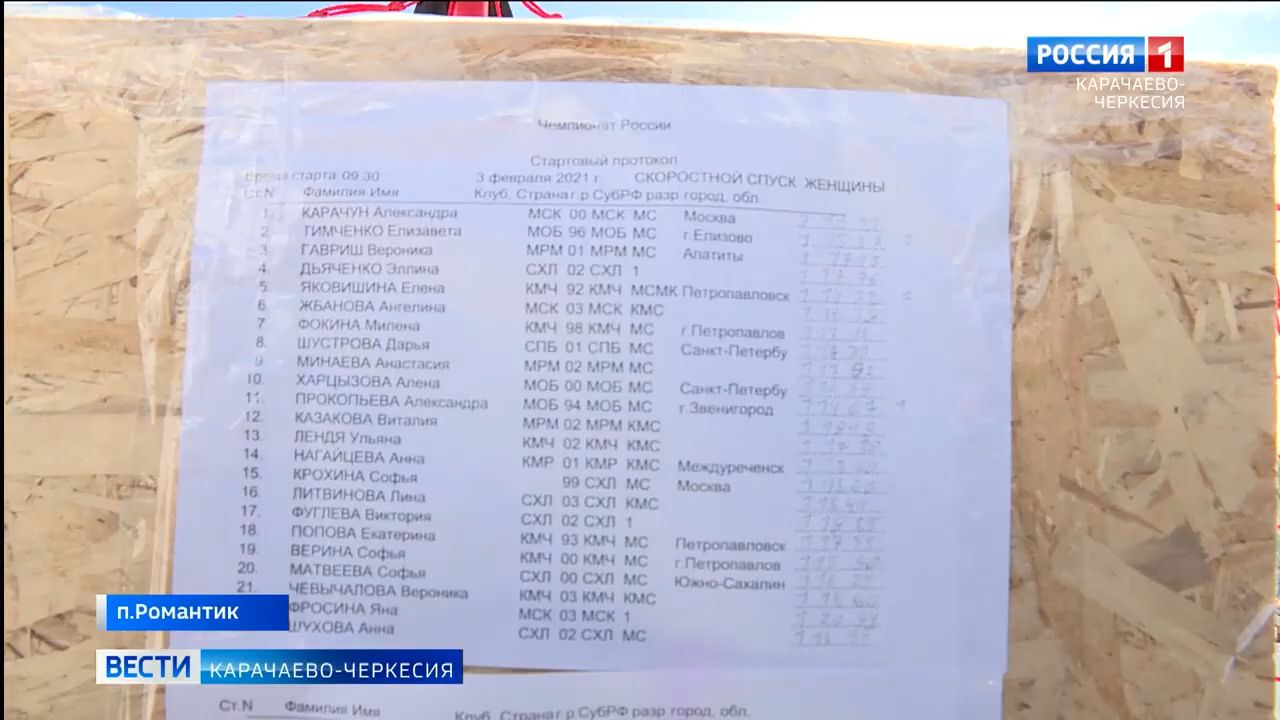 РОССИЯ 1
КАРАЧАЕВО-
ЧЕРКЕСИЯ
Чемпионат России
Стартовый протокол
Время старта 09 30 3 февраля 2021 г. СКОРОСТНОЙ СПУСК ЖЕНЩИНЫ
Ст.N Фамилия Имя Клуб. Страна г.р СубРФ разр город, обл.
1. КАРАЧУН Александра МСК 00 МСК МС Москва
2 ТИМЧЕНКО Елизавета МОБ 96 МОБ МС г.Елизово
3. ГАВРИШ Вероника МРМ 01 МРМ МС Апатиты
4. ДЬЯЧЕНКО Эллина СХЛ 02 СХЛ 1
5. ЯКОВИШИНА Елена КМЧ 92 КМЧ МСМК Петропавловск
6 ЖБАНОВА Ангелина МСК 03 МСК КМС
7 ФОКИНА Милена КМЧ 98 КМЧ МС г.Петропавлов
8. ШУСТРОВА Дарья СПБ 01 СПБ МС Санкт-Петербу
9. МИНАЕВА Анастасия МРМ 02 МРМ МС
10. ХАРЦЫЗОВА Алена МОБ 00 МОБ МС Санкт-Петербу
11. ПРОКОПЬЕВА Александра МОБ 94 МОБ МС г.Звенигород
12. КАЗАКОВА Виталия МРМ 02 МРМ КМС
13. ЛЕНДЯ Ульяна КМЧ 02 КМЧ КМС
14. НАГАЙЦЕВА Анна КМР 01 КМР КМС Междуреченск
15. КРОХИНА Софья 99 СХЛ МС Москва
16. ЛИТВИНОВА Лина СХЛ 03 СХЛ КМС
17. ФУГЛЕВА Виктория СХЛ 02 СХЛ 1
18. ПОПОВА Екатерина КМЧ 93 КМЧ МС Петропавловск
19. ВЕРИНА Софья КМЧ 00 КМЧ МС г.Петропавлов
20. МАТВЕЕВА Софья СХЛ 00 СХЛ МС Южно-Сахалин
21. ЧЕВЫЧАЛОВА Вероника КМЧ 03 КМЧ КМС
ФРОСИНА Яна МСК 03 МСК 1
ШУХОВА Анна СХЛ 02 СХЛ МС
п.Романтик
ВЕСТИ КАРАЧАЕВО-ЧЕРКЕСИЯ
Ст.N Фамилия Имя Клуб. Страна г.р СубРФ разр город, обл.